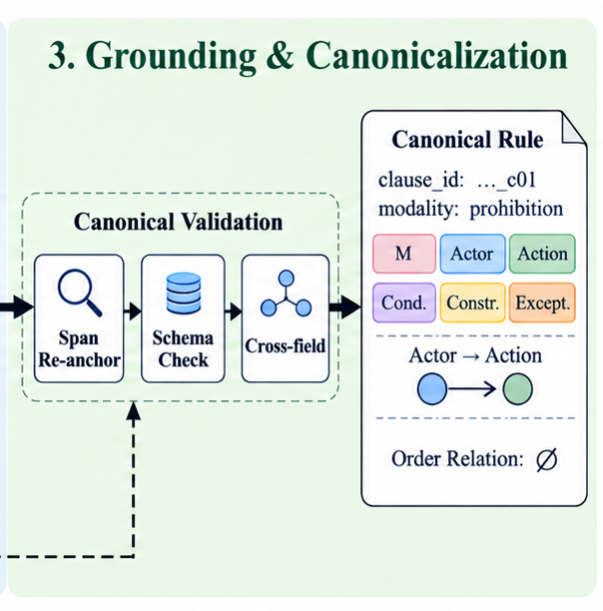 3. Grounding & Canonicalization
Canonical Validation
Span
Re-anchor
Schema
Check
Cross-field
Canonical Rule
clause_id: ..._c01
modality: prohibition
M Actor Action
Cond. Constr. Except.
Actor → Action
Order Relation: ∅